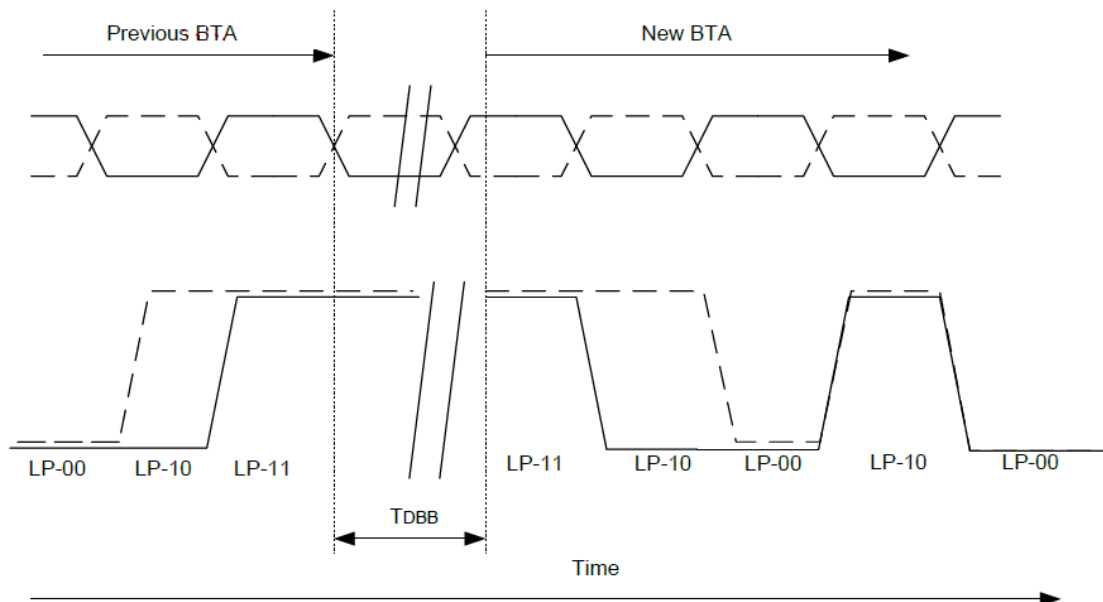 Previous BTA
New BTA
LP-00
LP-10
LP-11
LP-11
LP-10
LP-00
LP-10
LP-00
TDBB
Time